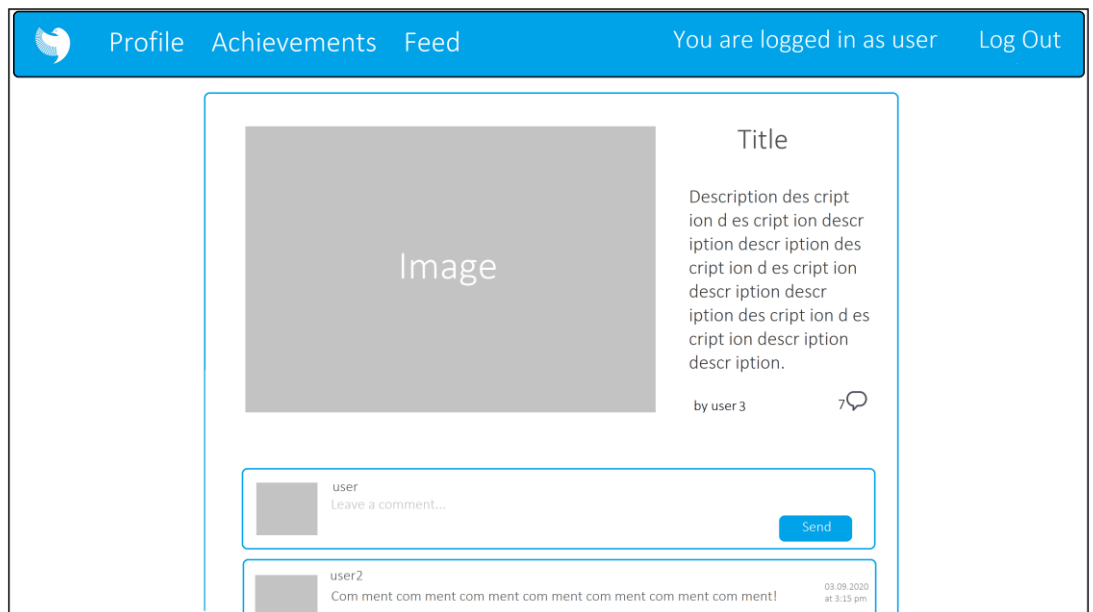 Profile Achievements Feed You are logged in as user Log Out
Image
Title
Description des cript
ion d es cript ion descr
iption descr iption des
cript ion d es cript ion
descr iption descr
iption des cript ion d es
cript ion descr iption
descr iption.
by user 3 7
user
Leave a comment...
Send
user2
Com ment com ment com ment com ment com ment com ment com ment!
03.09.2020
at 3:15 pm